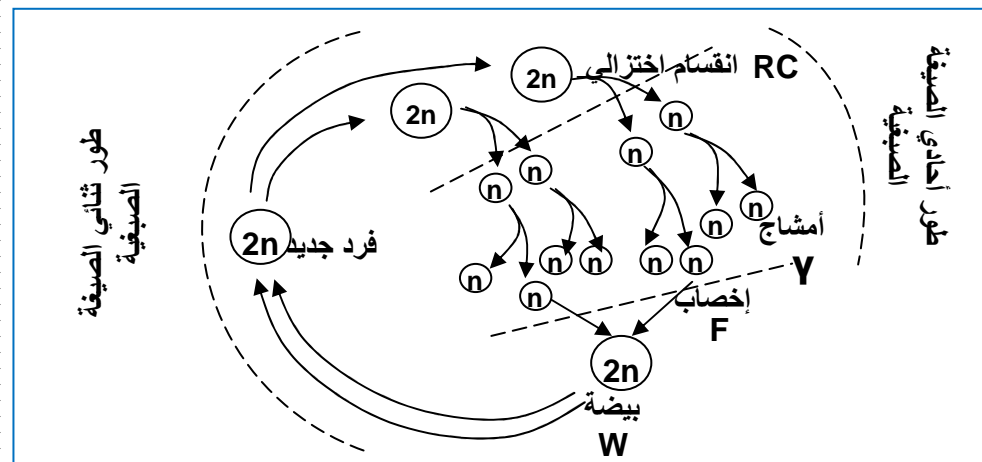 انقسام اختزالي RC
2n
2n
n
n
n
n
n
n
n
n
n
n
n
n
أمشاج
γ
إخصاب
F
2n
بيضة
W
2n فرد جديد
طور ثنائي الصيغة
الصبغية
طور أحادي الصيغة
الصبغية